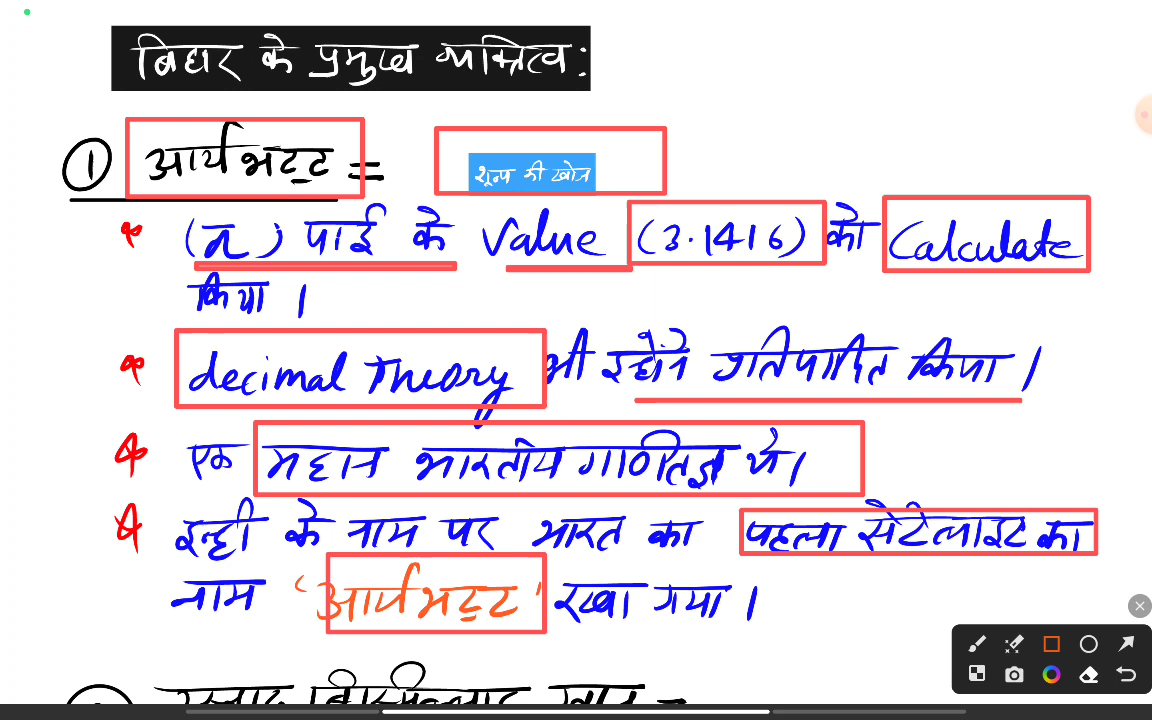 बिहार के प्रमुख व्यक्तित्व:
① आर्यभट्ट = शून्य की खोज
* (π) पाई के value (3.1416) को Calculate
किया।
* decimal Theory भी इन्होंने प्रतिपादित किया।
* एक महान भारतीय गणितज्ञ थे।
* इन्ही के नाम पर भारत का पहला सैटेलाइट का
नाम 'आर्यभट्ट' रखा गया।